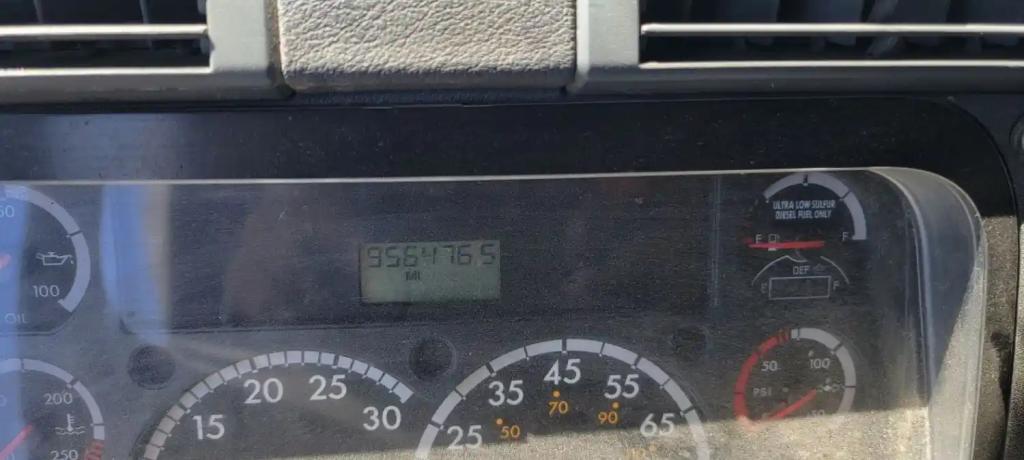 ULTRA LOW SULFUR
DIESEL FUEL ONLY
E F
DEF
E F
956476.5
MI
50
100
OIL
200
250
15 20 25 30
25 35 45 55 65
50 70 90
50 100
PSI